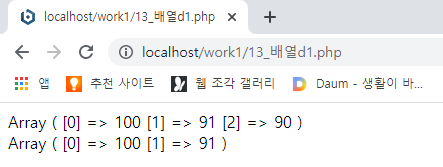 localhost/work1/13_배열d1.php
localhost/work1/13_배열d1.php
앱 추천 사이트 웹 조각 갤러리 Daum - 생활이 바...
Array ( [0] => 100 [1] => 91 [2] => 90 )
Array ( [0] => 100 [1] => 91 )